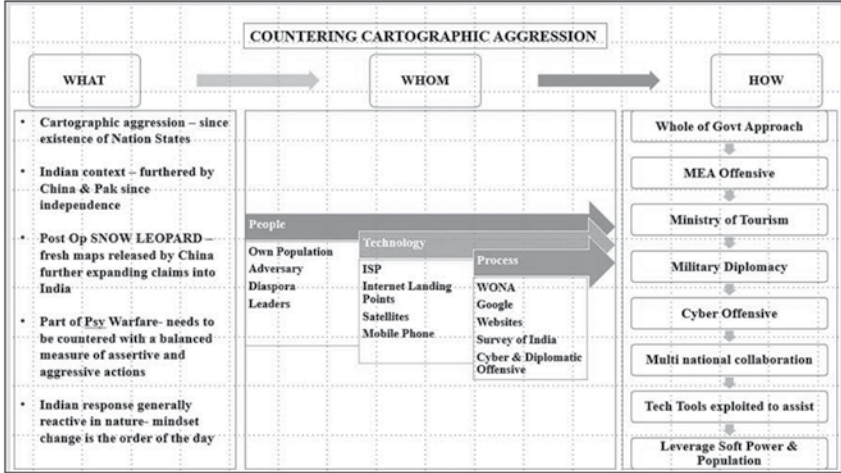 COUNTERING CARTOGRAPHIC AGGRESSION
WHAT
WHOM
HOW
• Cartographic aggression – since
existence of Nation States
• Indian context – furthered by
China & Pak since
independence
• Post Op SNOW LEOPARD –
fresh maps released by China
further expanding claims into
India
• Part of Psy Warfare- needs to
be countered with a balanced
measure of assertive and
aggressive actions
• Indian response generally
reactive in nature- mindset
change is the order of the
day
People
Own Population
Adversary
Diaspora
Leaders
Technology
ISP
Internet Landing
Points
Satellites
Mobile Phone
Process
WONA
Google
Websites
Survey of India
Cyber & Diplomatic
Offensive
Whole of Govt Approach
MEA Offensive
Ministry of Tourism
Military Diplomacy
Cyber Offensive
Multi national collaboration
Tech Tools exploited to assist
Leverage Soft Power &
Population